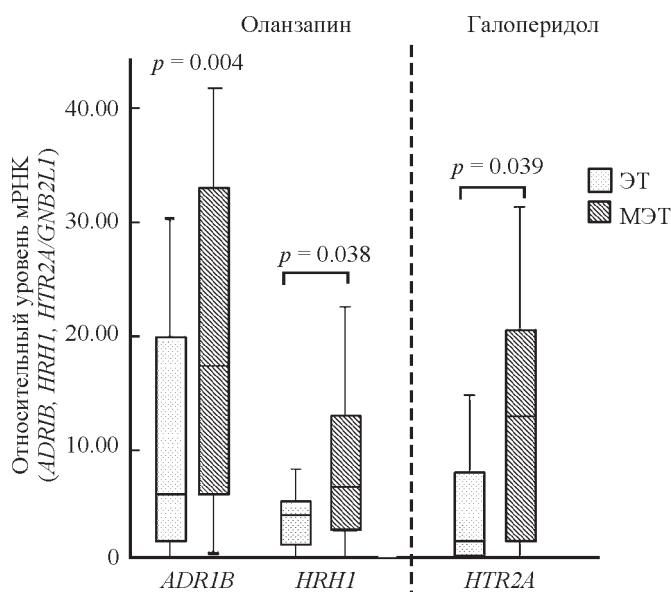 Оланзапин
Галоперидол
p = 0.004
40.00
30.00
20.00
10.00
0
p = 0.038
p = 0.039
ЭТ
МЭТ
Относительный уровень мРНК
(ADR1B, HRH1, HTR2A/GNB2L1)
ADR1B
HRH1
HTR2A